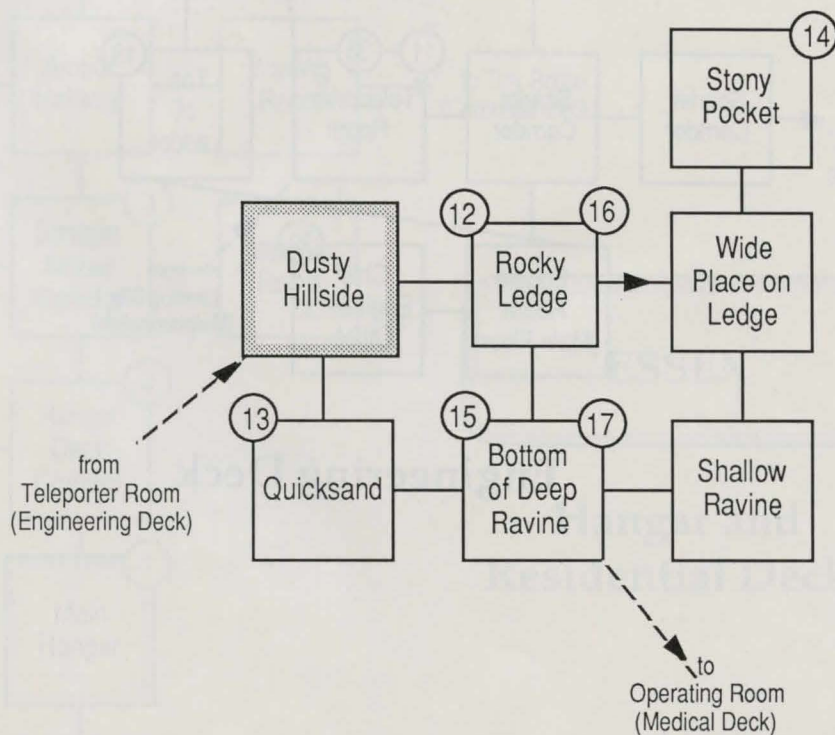 14
Stony
Pocket
12
16
Dusty
Hillside
Rocky
Ledge
Wide
Place on
Ledge
13
15
17
from
Teleporter Room
(Engineering Deck)
Quicksand
Bottom
of Deep
Ravine
Shallow
Ravine
to
Operating Room
(Medical Deck)